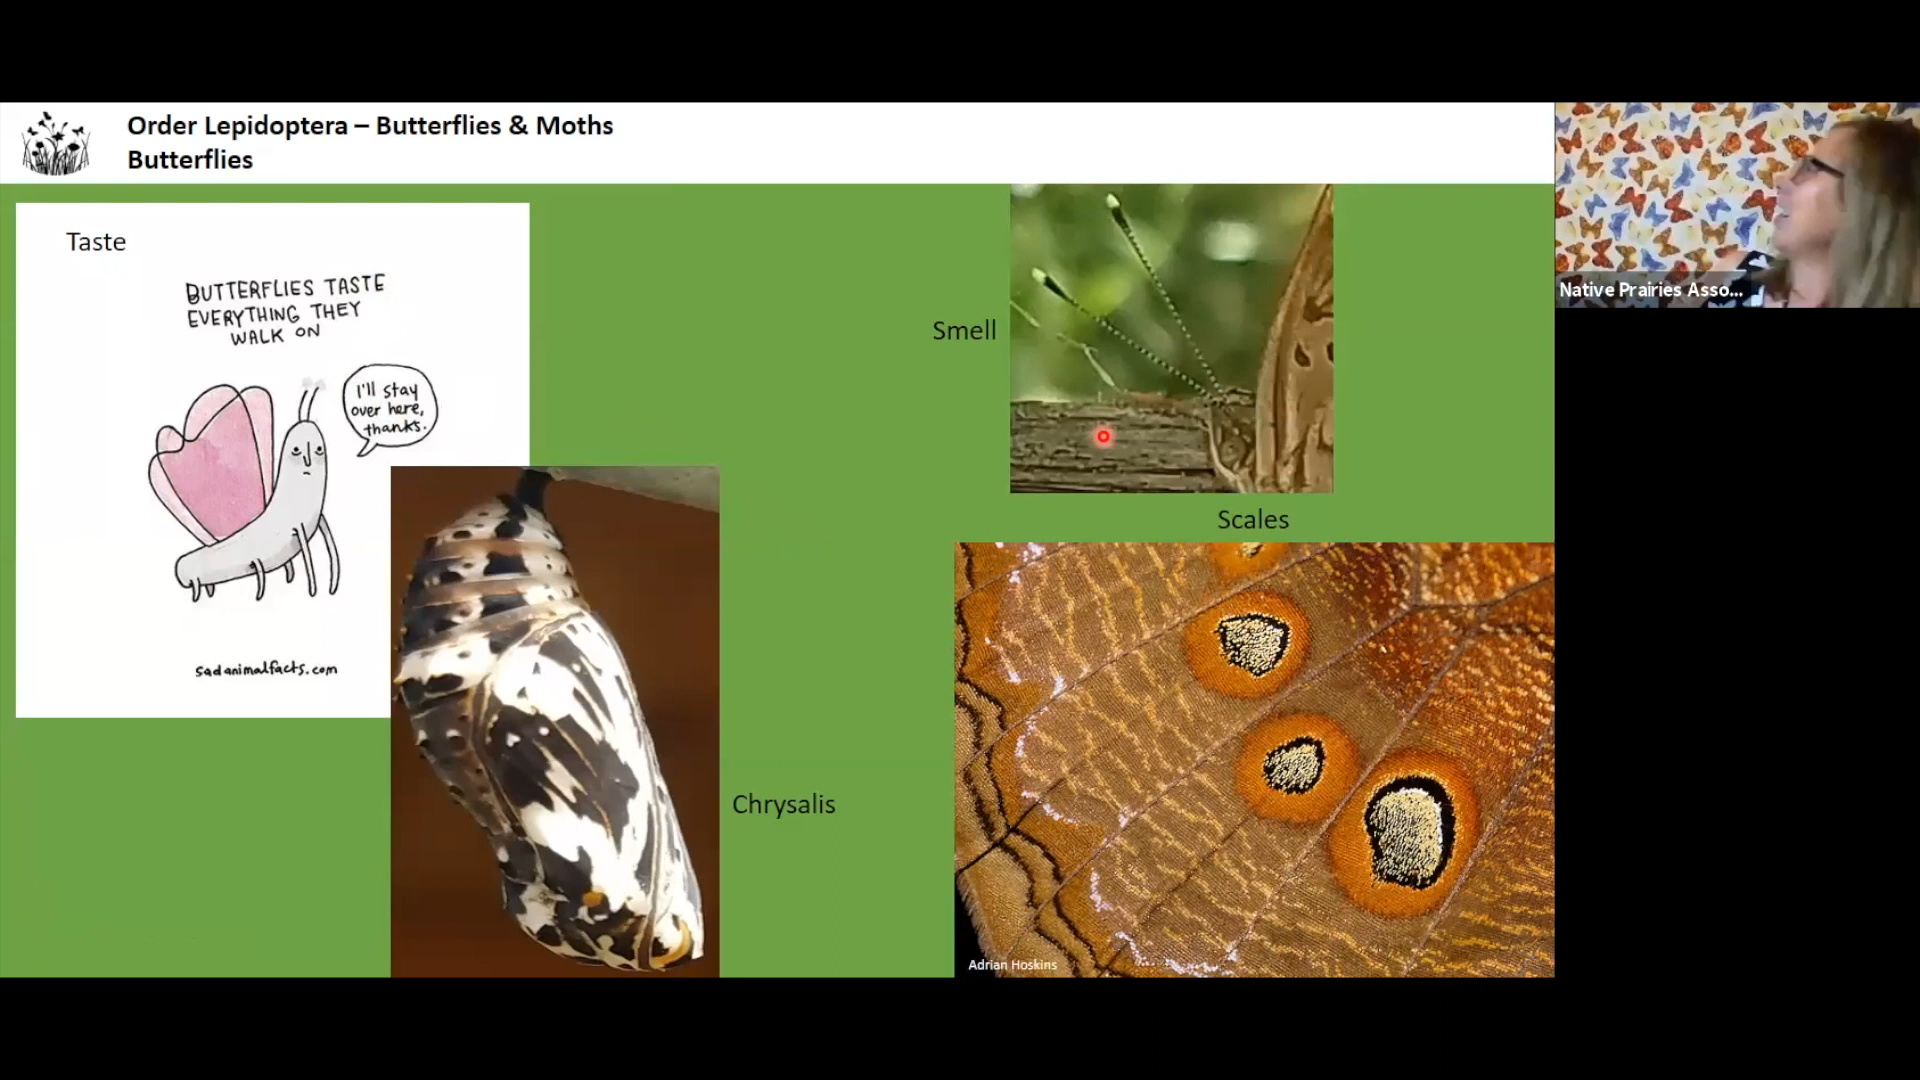 Order Lepidoptera – Butterflies & Moths
Butterflies
Taste
BUTTERFLIES TASTE
EVERYTHING THEY
WALK ON
I'll stay
over here,
thanks.
sadanimalfacts.com
Chrysalis
Smell
Scales
Adrian Hoskins
Native Prairies Asso...